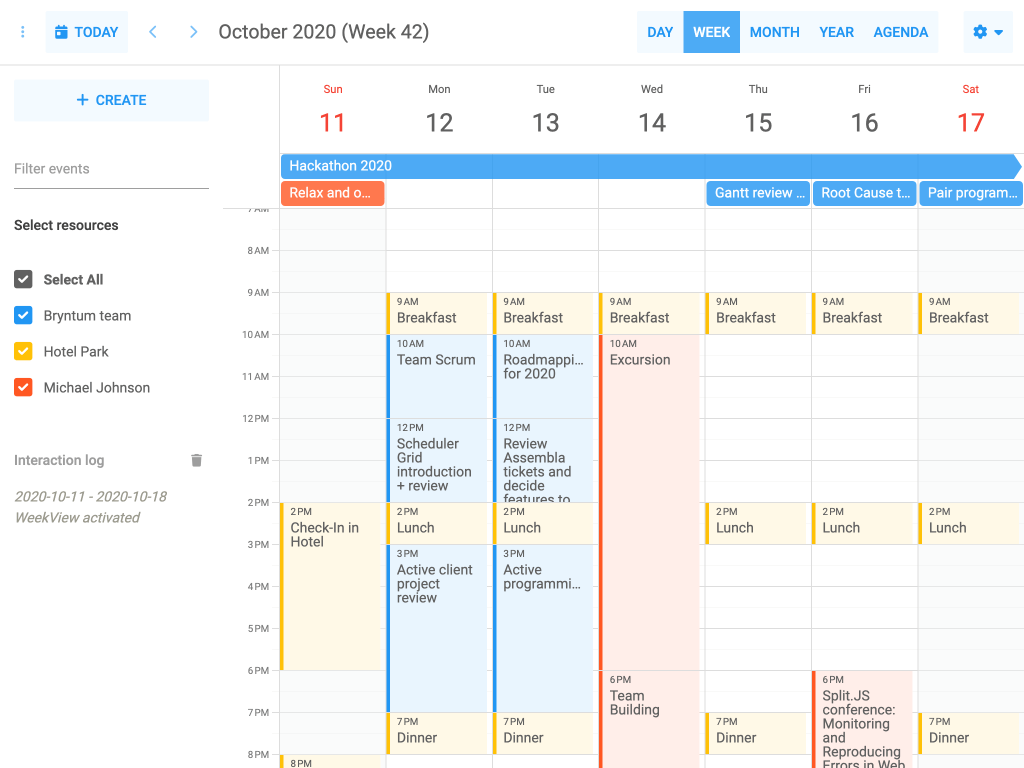 TODAY
October 2020 (Week 42)
DAY
WEEK
MONTH
YEAR
AGENDA
CREATE
Filter events
Select resources
Select All
Bryntum team
Hotel Park
Michael Johnson
Interaction log
2020-10-11 - 2020-10-18
WeekView activated
Sun
11
Mon
12
Tue
13
Wed
14
Thu
15
Fri
16
Sat
17
Hackathon 2020
Relax and o...
Gantt review ...
Root Cause t...
Pair program...
7 AM
8 AM
9 AM
10 AM
11 AM
12 PM
1 PM
2 PM
3 PM
4 PM
5 PM
6 PM
7 PM
8 PM
2 PM
Check-In in
Hotel
8 PM
9 AM
Breakfast
10 AM
Team Scrum
12 PM
Scheduler
Grid
introduction
+ review
2 PM
Lunch
3 PM
Active client
project
review
7 PM
Dinner
9 AM
Breakfast
10 AM
Roadmappi...
for 2020
12 PM
Review
Assembla
tickets and
decide
features to
2 PM
Lunch
3 PM
Active
programmi...
7 PM
Dinner
9 AM
Breakfast
10 AM
Excursion
6 PM
Team
Building
9 AM
Breakfast
2 PM
Lunch
7 PM
Dinner
9 AM
Breakfast
2 PM
Lunch
6 PM
Split.JS
conference:
Monitoring
and
Reproducing
Errors in Web
9 AM
Breakfast
2 PM
Lunch
7 PM
Dinner